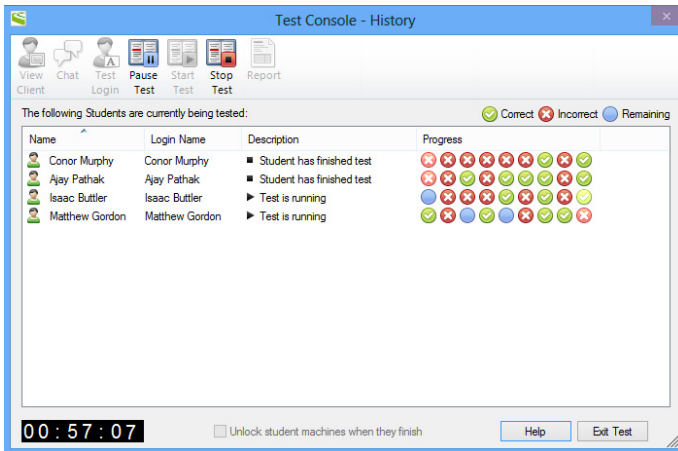 Test Console - History
View Client
Chat
Test Login
Pause Test
Start Test
Stop Test
Report
The following Students are currently being tested:
Correct Incorrect Remaining
Name Login Name Description Progress
Conor Murphy Conor Murphy Student has finished test
Ajay Pathak Ajay Pathak Student has finished test
Isaac Buttler Isaac Buttler Test is running
Matthew Gordon Matthew Gordon Test is running
00:57:07 Unlock student machines when they finish Help Exit Test